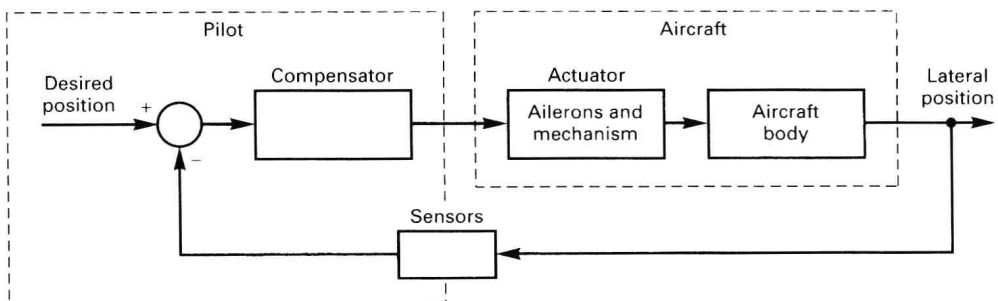 Pilot
Aircraft
Desired
position
+
−
Compensator
Actuator
Ailerons and
mechanism
Aircraft
body
Lateral
position
Sensors